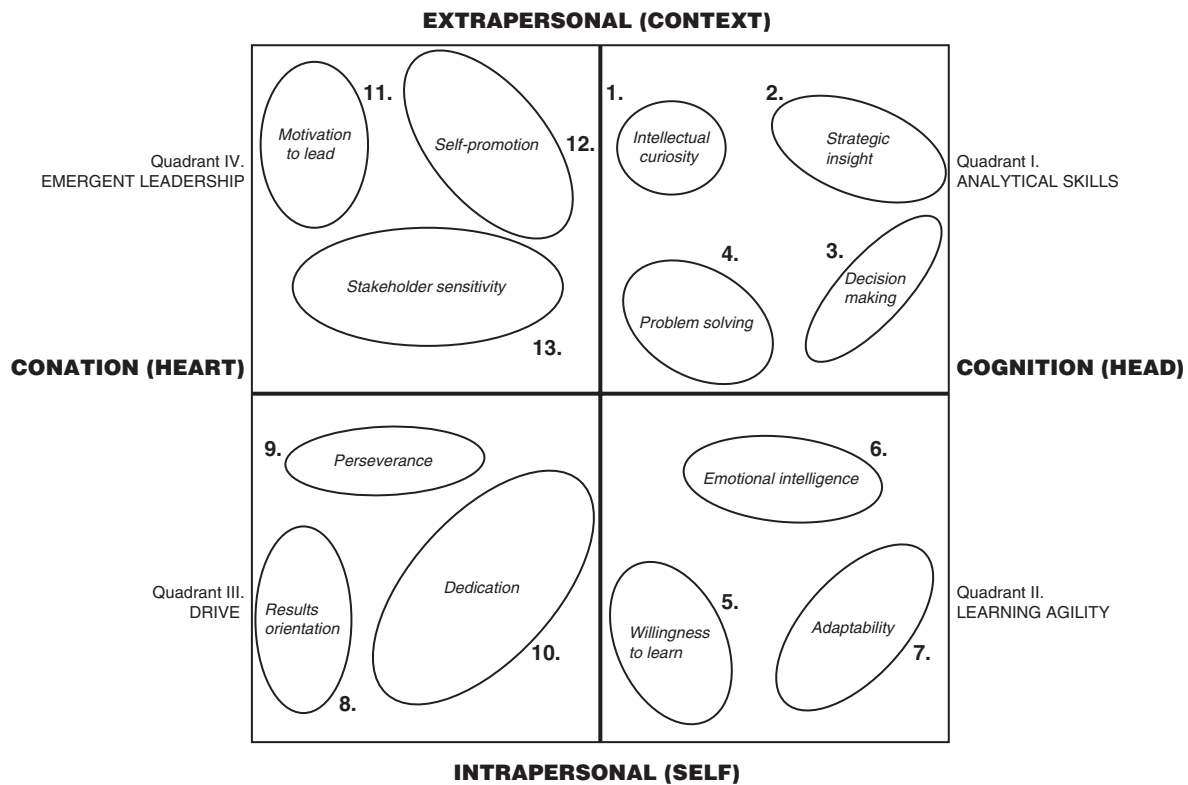 EXTRAPERSONAL (CONTEXT)
11.
Motivation
to lead
Self-promotion
12.
Stakeholder sensitivity
13.
Quadrant IV.
EMERGENT LEADERSHIP
1.
Intellectual
curiosity
2.
Strategic
insight
3.
Decision
making
4.
Problem solving
Quadrant I.
ANALYTICAL SKILLS
CONATION (HEART)
COGNITION (HEAD)
9.
Perseverance
Dedication
10.
Results
orientation
8.
Quadrant III.
DRIVE
6.
Emotional intelligence
5.
Willingness
to learn
Adaptability
7.
Quadrant II.
LEARNING AGILITY
INTRAPERSONAL (SELF)